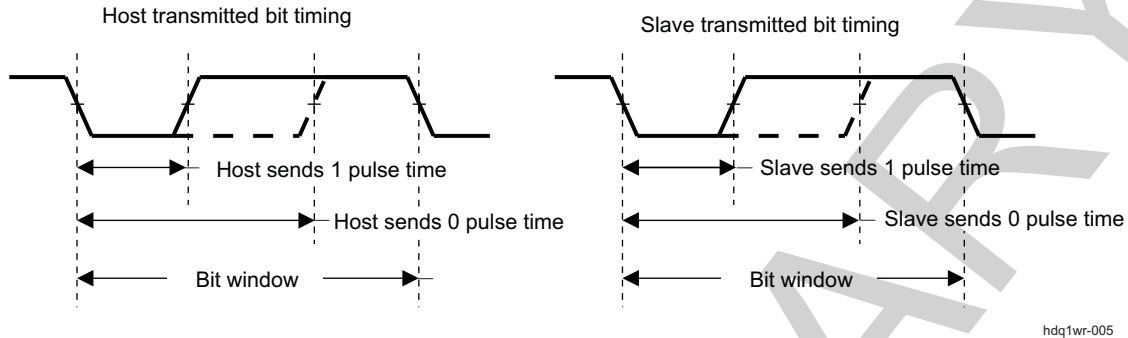 Host transmitted bit timing
Slave transmitted bit timing
Host sends 1 pulse time
Slave sends 1 pulse time
Host sends 0 pulse time
Slave sends 0 pulse time
Bit window
Bit window
hdq1wr-005